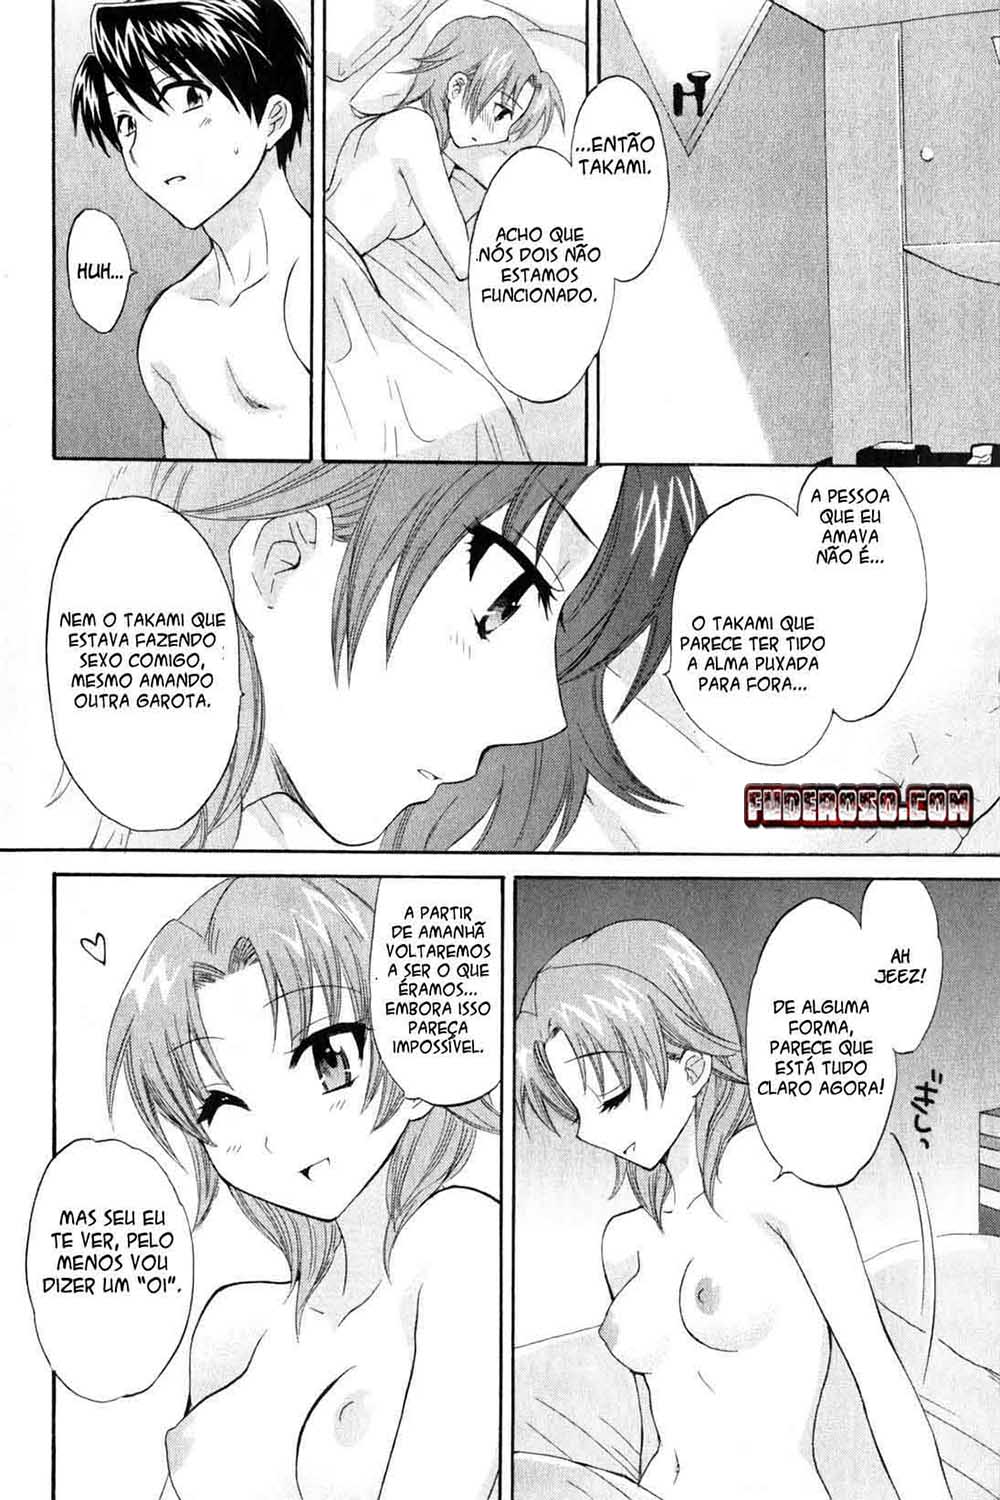 ...ENTÃO
TAKAMI.
ACHO QUE
NÓS DOIS NÃO
ESTAMOS
FUNCIONADO.
HUH...
A PESSOA
QUE EU
AMAVA
NÃO É...
O TAKAMI QUE
PARECE TER TIDO
A ALMA PUXADA
PARA FORA...
NEM O TAKAMI QUE
ESTAVA FAZENDO
SEXO COMIGO,
MESMO AMANDO
OUTRA GAROTA.
FUDEROSO.COM
AH
JEEZ!
DE ALGUMA
FORMA,
PARECE QUE
ESTÁ TUDO
CLARO AGORA!
A PARTIR
DE AMANHÃ
VOLTAREMOS
A SER O QUE
ÉRAMOS...
EMBORA ISSO
PAREÇA
IMPOSSÍVEL.
MAS SEU EU
TE VER, PELO
MENOS VOU
DIZER UM "OI".